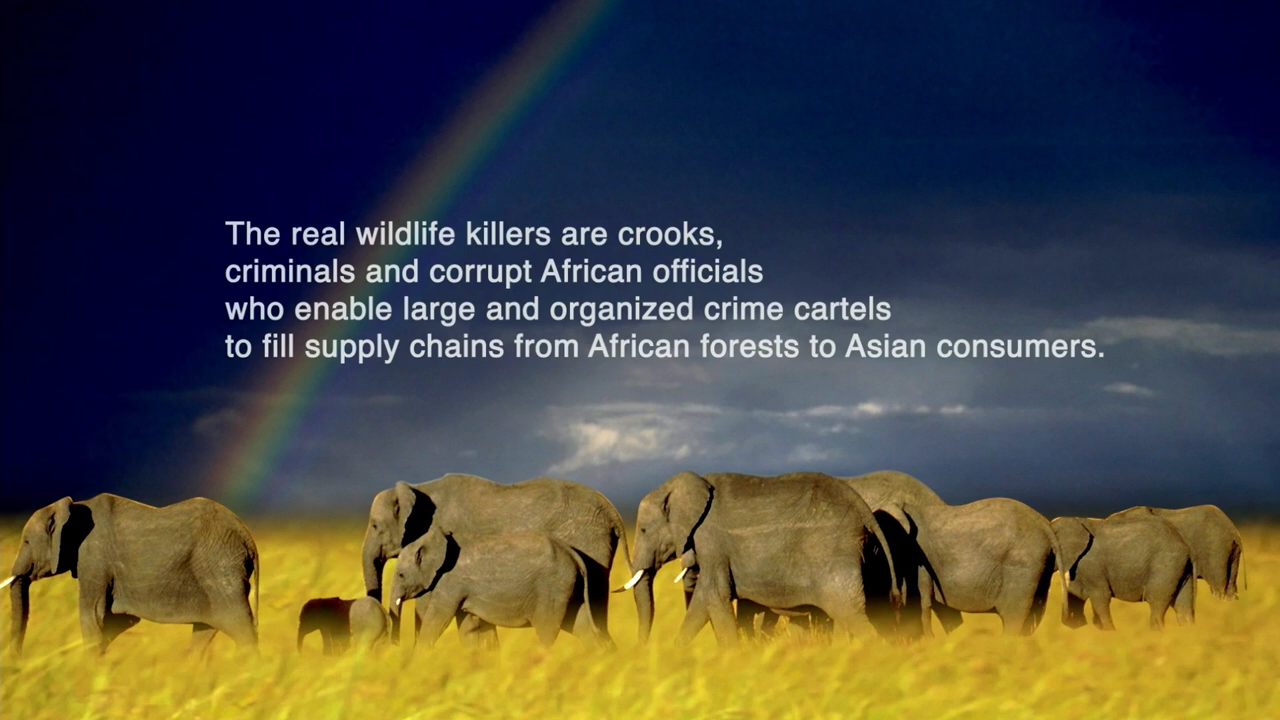 The real wildlife killers are crooks,
criminals and corrupt African officials
who enable large and organized crime cartels
to fill supply chains from African forests to Asian consumers.